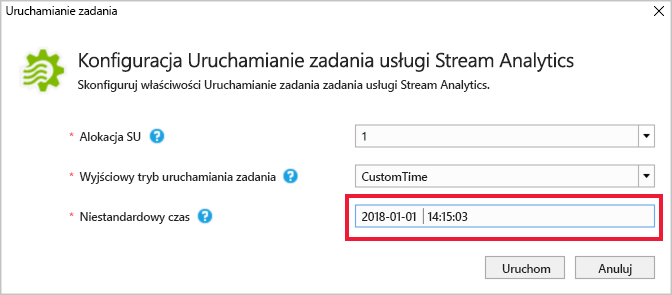 Uruchamianie zadania
Konfiguracja Uruchamianie zadania usługi Stream Analytics
Skonfiguruj właściwości Uruchamianie zadania zadania usługi Stream Analytics.
* Alokacja SU ? 1
* Wyjściowy tryb uruchamiania zadania ? CustomTime
* Niestandardowy czas ? 2018-01-01 14:15:03
Uruchom Anuluj